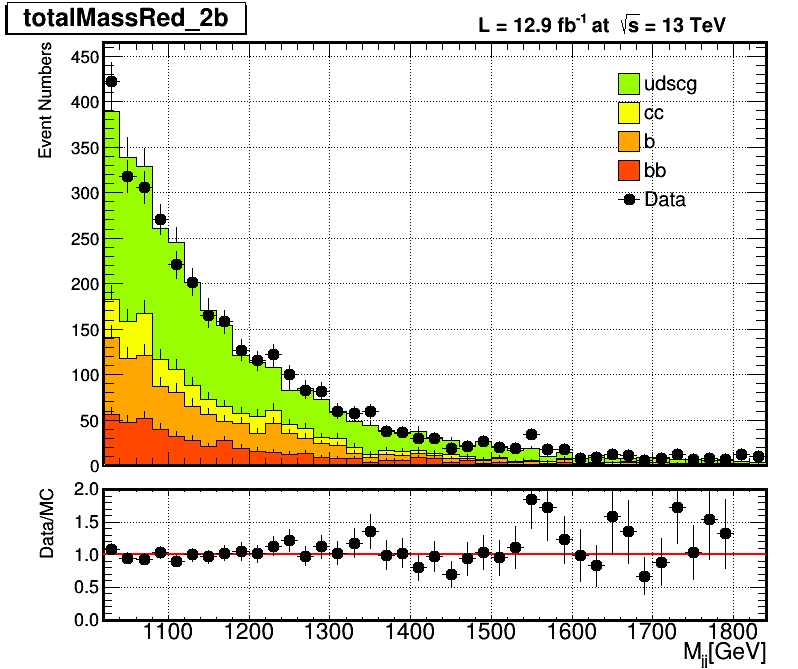 totalMassRed_2b
L = 12.9 fb⁻¹ at √s = 13 TeV
Event Numbers
450
400
350
300
250
200
150
100
50
0
udscg
cc
b
bb
Data
Data/MC
2.0
1.5
1.0
0.5
0.0
1100 1200 1300 1400 1500 1600 1700 1800
Mjj[GeV]